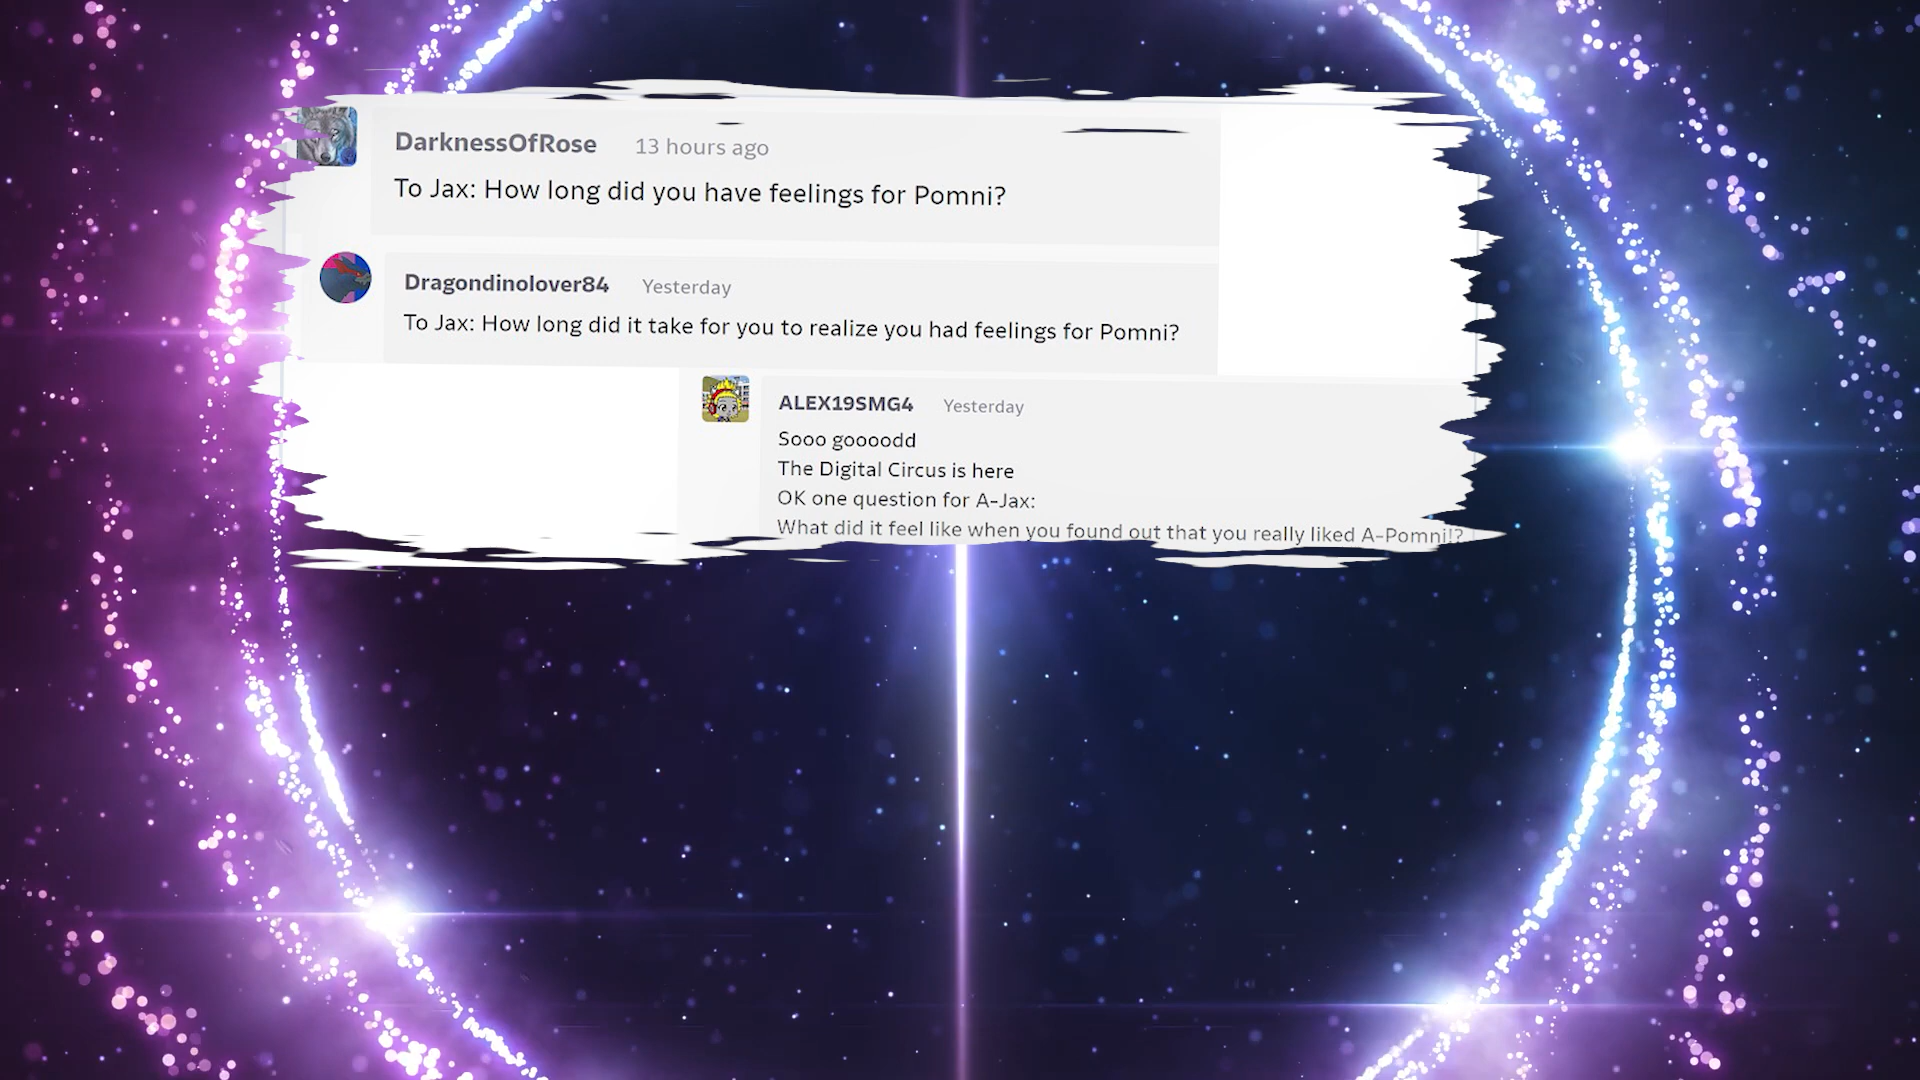 DarknessOfRose 13 hours ago
To Jax: How long did you have feelings for Pomni?
Dragondinolover84 Yesterday
To Jax: How long did it take for you to realize you had feelings for Pomni?
ALEX19SMG4 Yesterday
Sooo goooodd
The Digital Circus is here
OK one question for A-Jax:
What did it feel like when you found out that you really liked A-Pomni!?